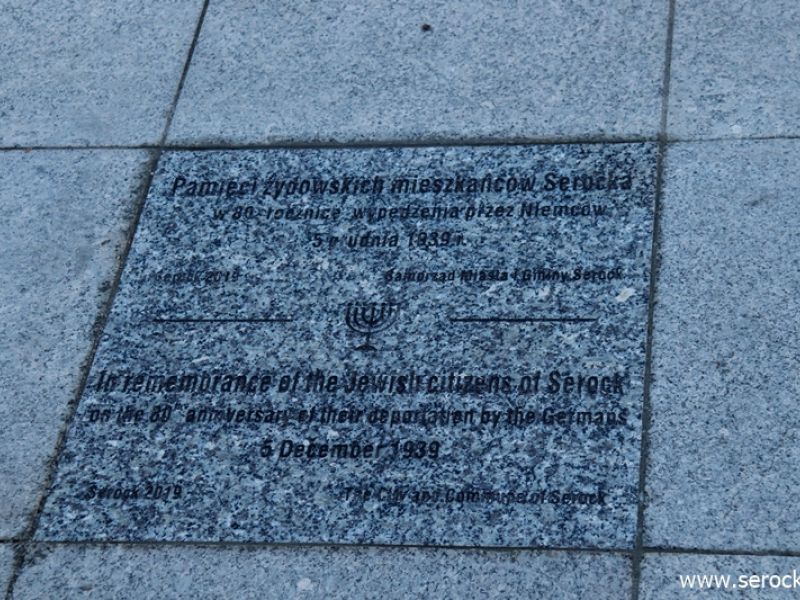 Pamięci żydowskich mieszkańców Serocka
w 80-rocznicę wypędzenia przez Niemców
5 grudnia 1939 r.
Serock 2019 Samorząd Miasta i Gminy Serock
In remembrance of the Jewish citizens of Serock
on the 80th anniversary of their deportation by the Germans
5 December 1939
Serock 2019 The City and Commune of Serock
www.serock